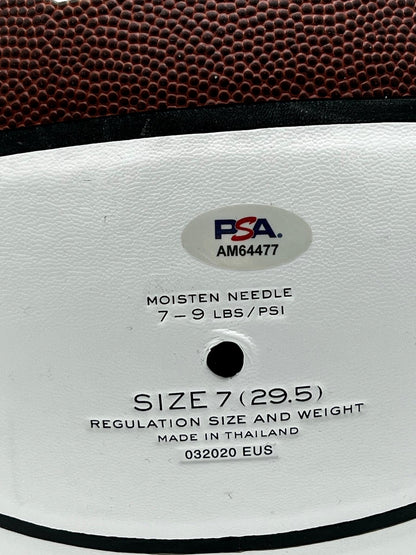 PSA.
AM64477
MOISTEN NEEDLE
7-9 LBS/PSI
SIZE 7 (29.5)
REGULATION SIZE AND WEIGHT
MADE IN THAILAND
032020 EUS